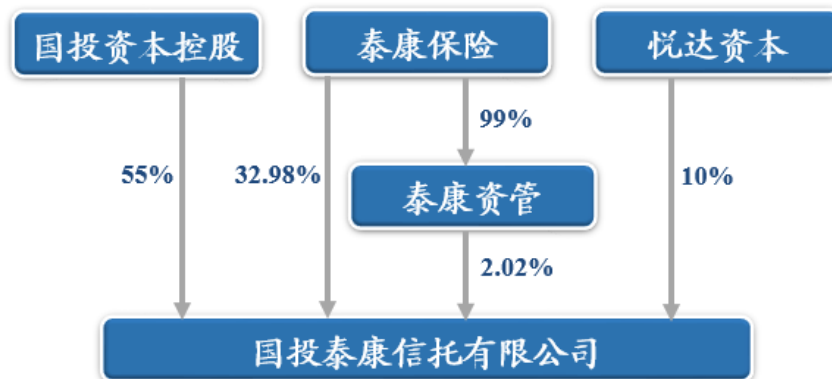 国投资本控股
泰康保险
悦达资本
99%
55%
32.98%
泰康资管
10%
2.02%
国投泰康信托有限公司